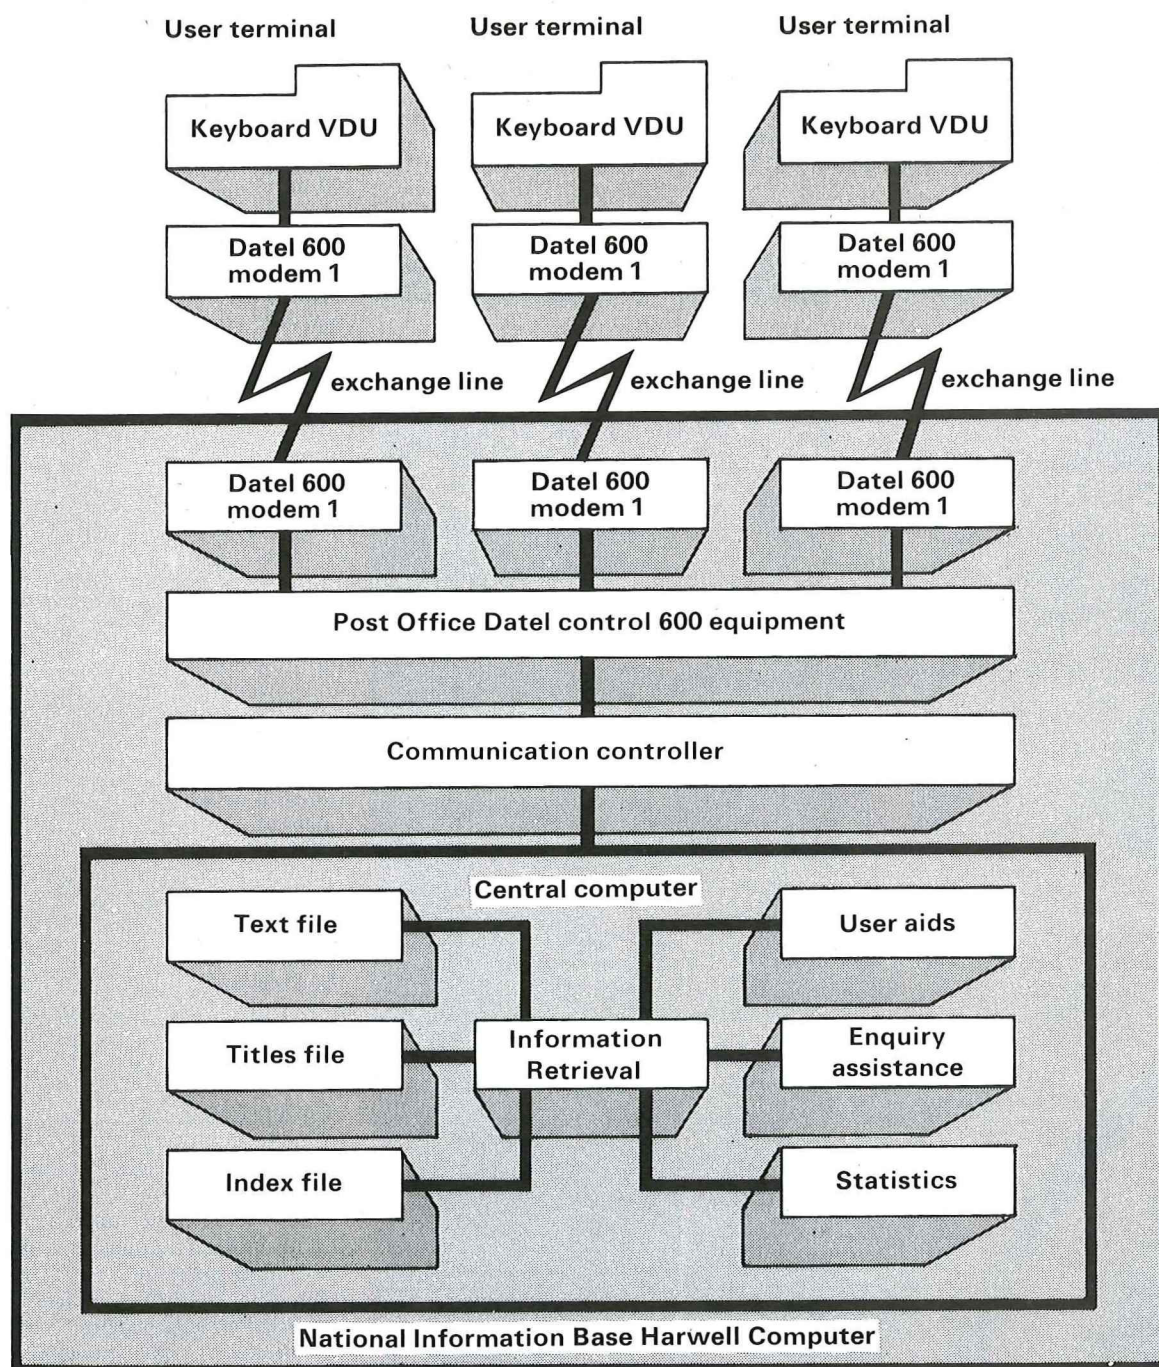 User terminal
User terminal
User terminal
Keyboard VDU
Keyboard VDU
Keyboard VDU
Datel 600
modem 1
Datel 600
modem 1
Datel 600
modem 1
exchange line
exchange line
exchange line
Datel 600
modem 1
Datel 600
modem 1
Datel 600
modem 1
Post Office Datel control 600 equipment
Communication controller
Central computer
Text file
User aids
Titles file
Information
Retrieval
Enquiry
assistance
Index file
Statistics
National Information Base Harwell Computer